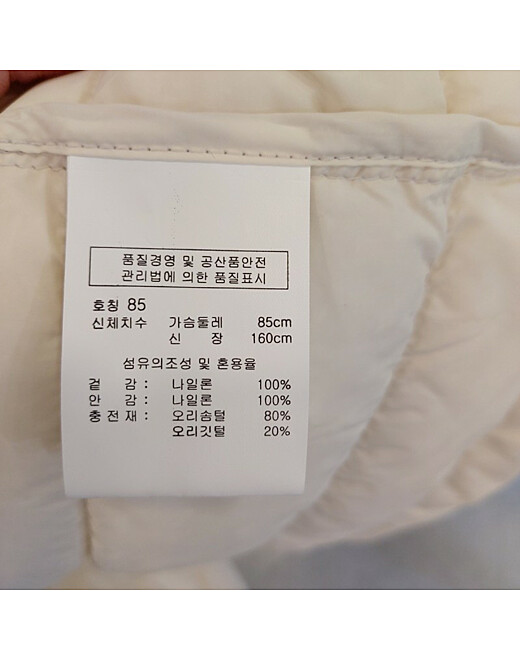 품질경영 및 공산품안전
관리법에 의한 품질표시
호칭 85
신체치수 가슴둘레 85cm
신 장 160cm
섬유의조성 및 혼용율
겉 감 : 나일론 100%
안 감 : 나일론 100%
충 전 재 : 오리솜털 80%
오리깃털 20%